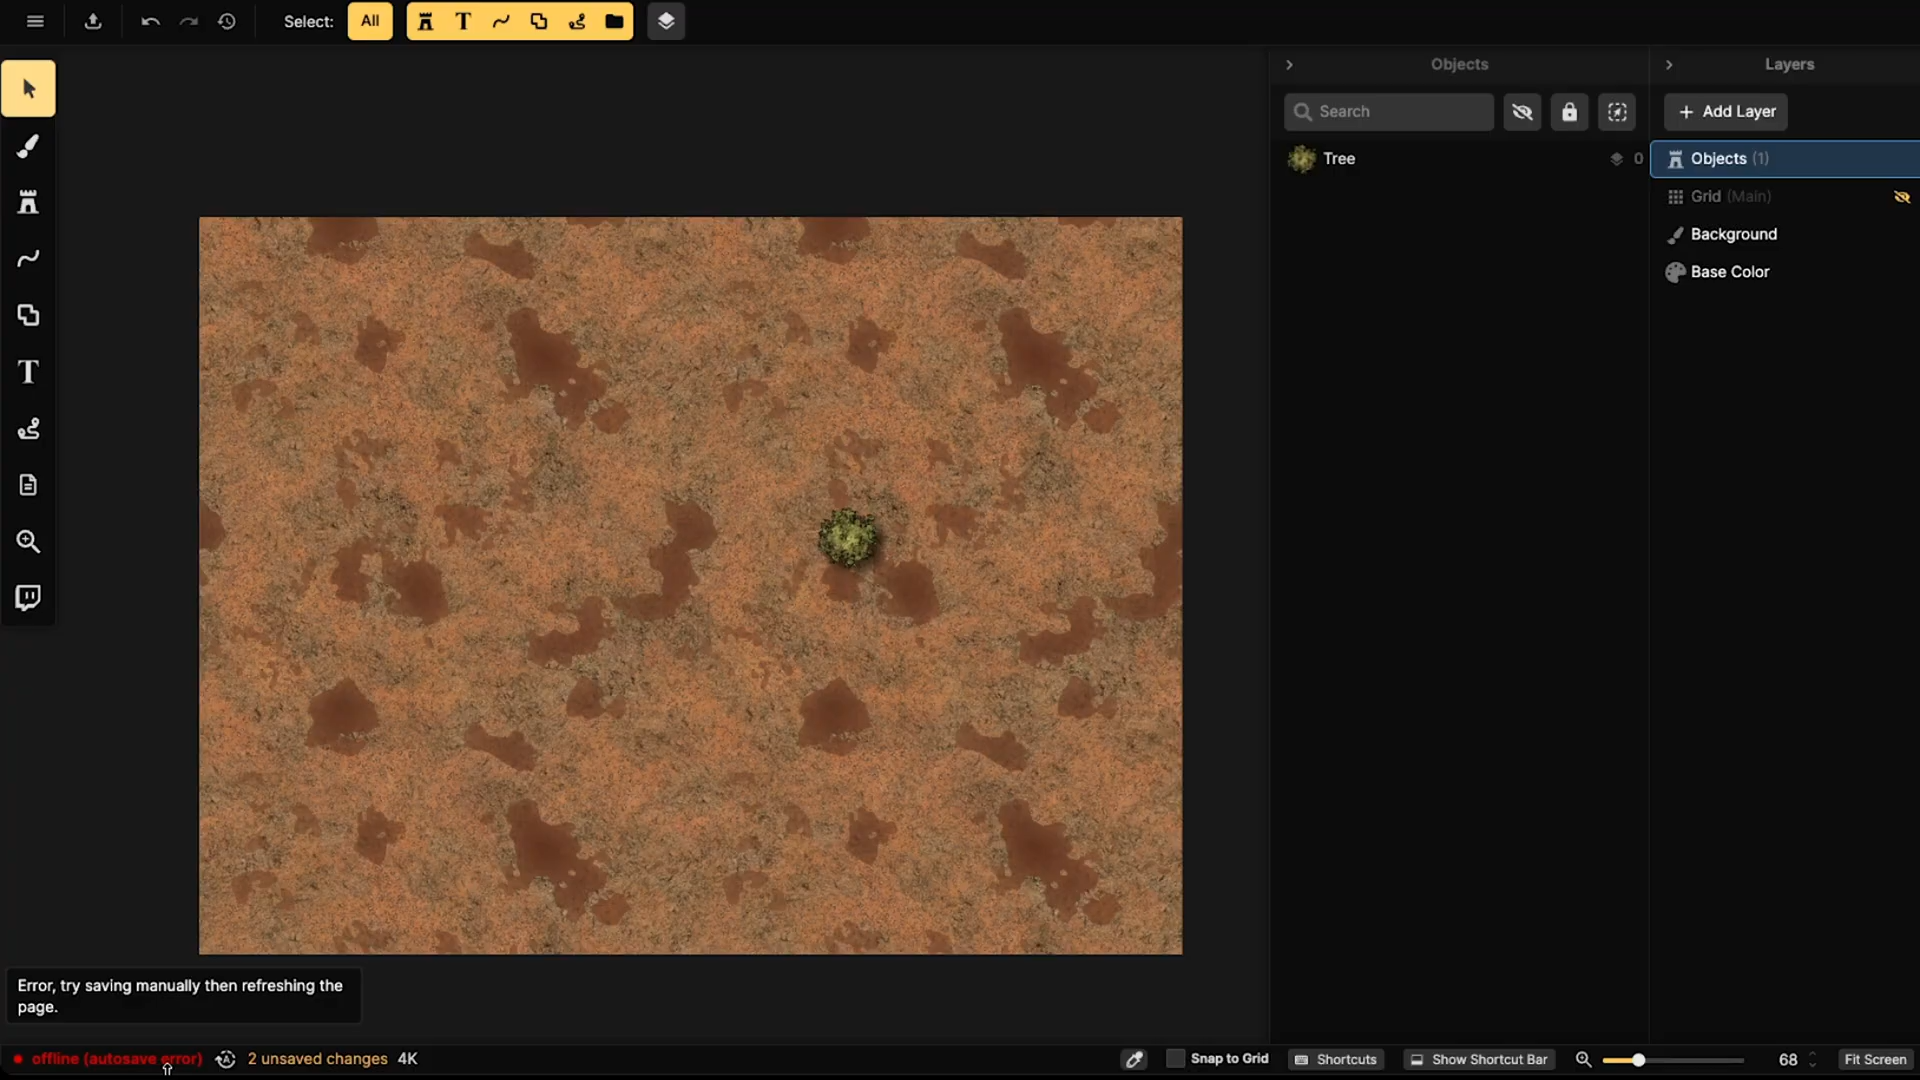 Select:
All
T
Objects
Layers
Search
+ Add Layer
Tree
0
Objects (1)
Grid (Main)
Background
Base Color
T
Error, try saving manually then refreshing the
page.
offline (autosave error)
A
2 unsaved changes
4K
Snap to Grid
Shortcuts
Show Shortcut Bar
68
Fit Screen